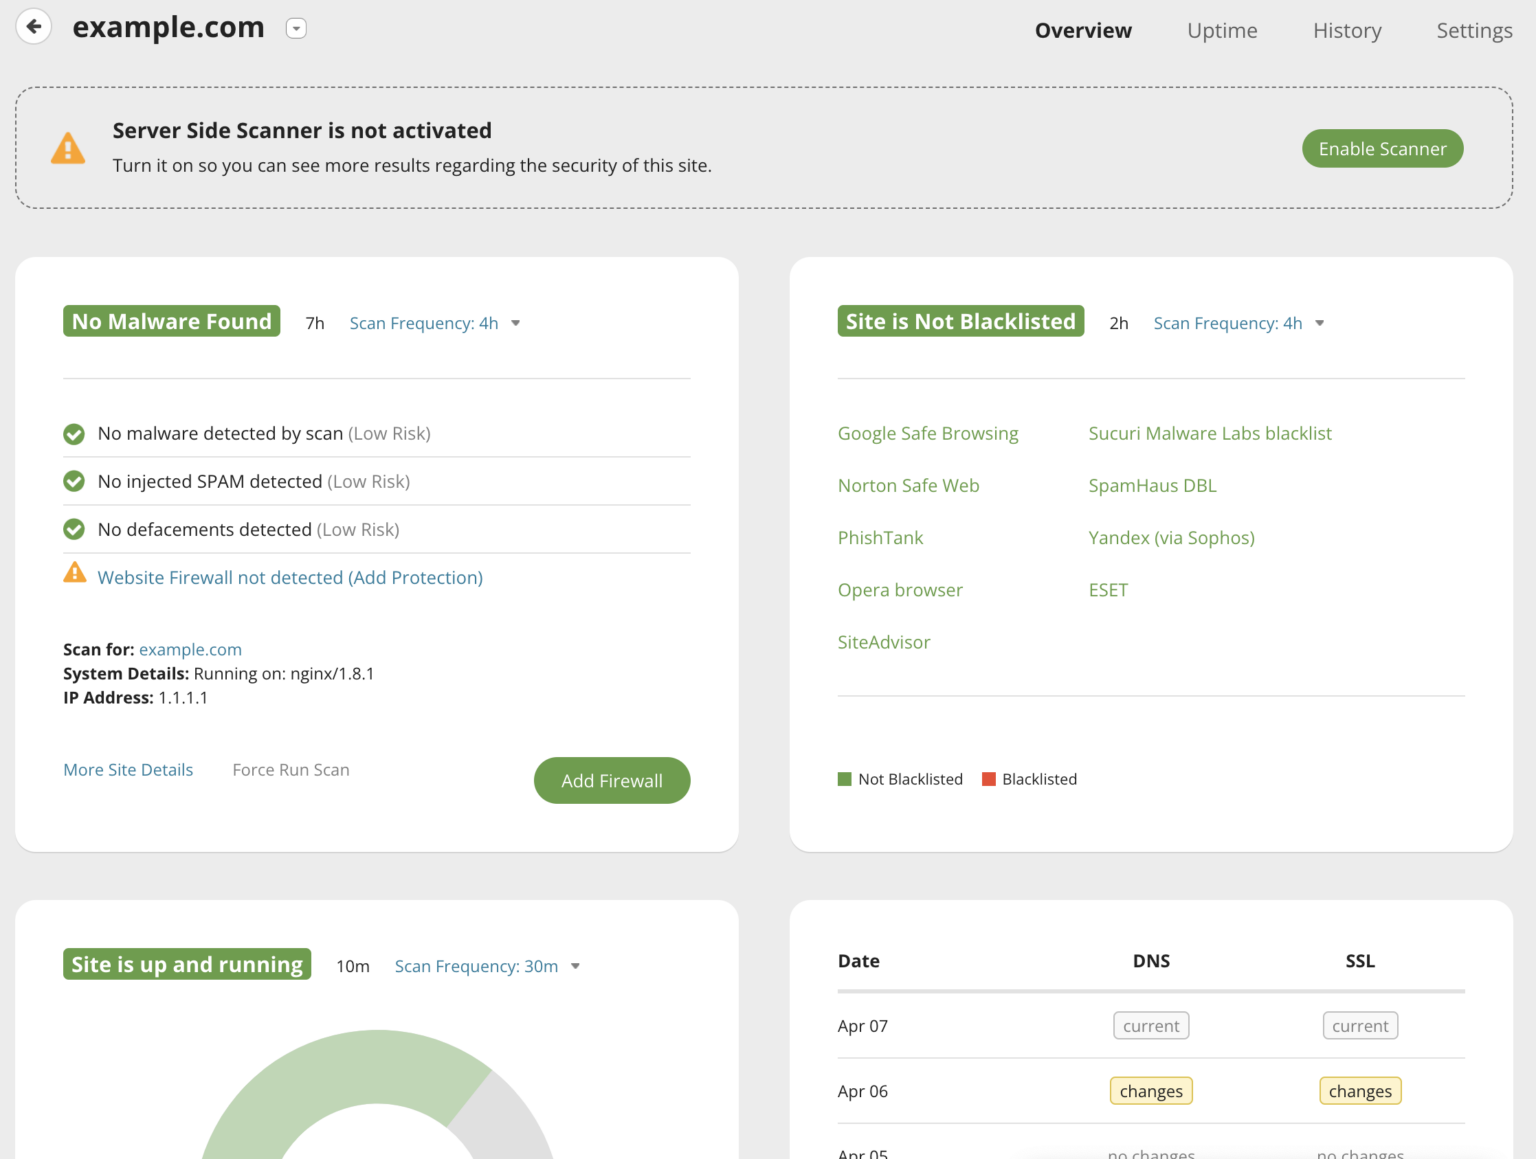 example.com
Overview Uptime History Settings
Server Side Scanner is not activated
Turn it on so you can see more results regarding the security of this site.
Enable Scanner
No Malware Found 7h Scan Frequency: 4h
No malware detected by scan (Low Risk)
No injected SPAM detected (Low Risk)
No defacements detected (Low Risk)
Website Firewall not detected (Add Protection)
Scan for: example.com
System Details: Running on: nginx/1.8.1
IP Address: 1.1.1.1
More Site Details Force Run Scan Add Firewall
Site is Not Blacklisted 2h Scan Frequency: 4h
Google Safe Browsing Sucuri Malware Labs blacklist
Norton Safe Web SpamHaus DBL
PhishTank Yandex (via Sophos)
Opera browser ESET
SiteAdvisor
Not Blacklisted Blacklisted
Site is up and running 10m Scan Frequency: 30m
Date DNS SSL
Apr 07 current current
Apr 06 changes changes
Apr 05 no changes no changes